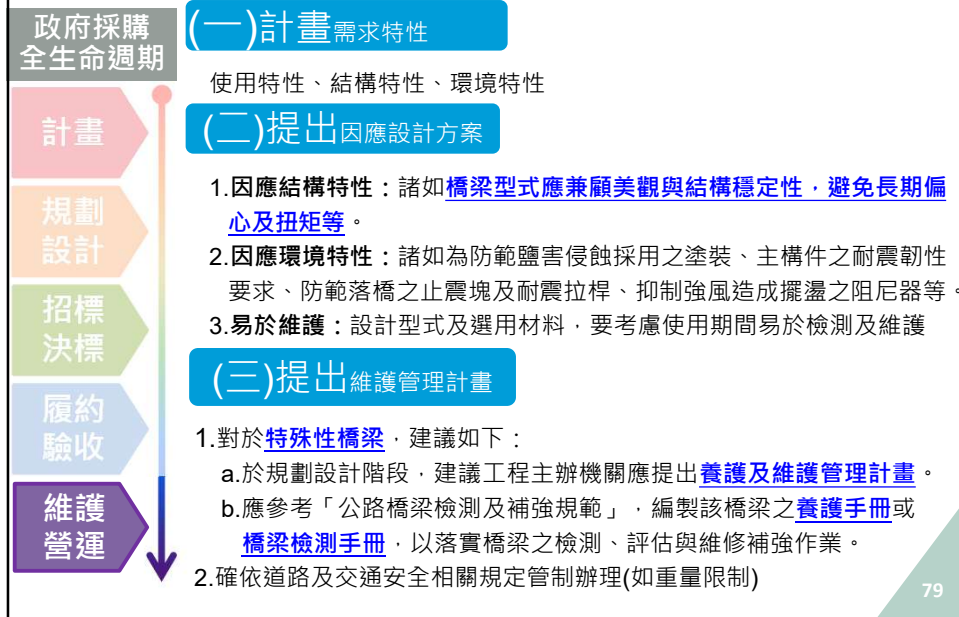 政府採購
全生命週期
計畫
規劃
設計
招標
決標
履約
驗收
維護
營運
(一)計畫需求特性
使用特性、結構特性、環境特性
(二)提出因應設計方案
1.因應結構特性：諸如橋梁型式應兼顧美觀與結構穩定性，避免長期偏
心及扭矩等。
2.因應環境特性：諸如為防範鹽害侵蝕採用之塗裝、主構件之耐震韌性
要求、防範落橋之止震塊及耐震拉桿、抑制強風造成擺盪之阻尼器等。
3.易於維護：設計型式及選用材料，要考慮使用期間易於檢測及維護
(三)提出維護管理計畫
1.對於特殊性橋梁，建議如下：
a.於規劃設計階段，建議工程主辦機關應提出養護及維護管理計畫。
b.應參考「公路橋梁檢測及補強規範」，編製該橋梁之養護手冊或
橋梁檢測手冊，以落實橋梁之檢測、評估與維修補強作業。
2.確依道路及交通安全相關規定管制辦理(如重量限制)
79